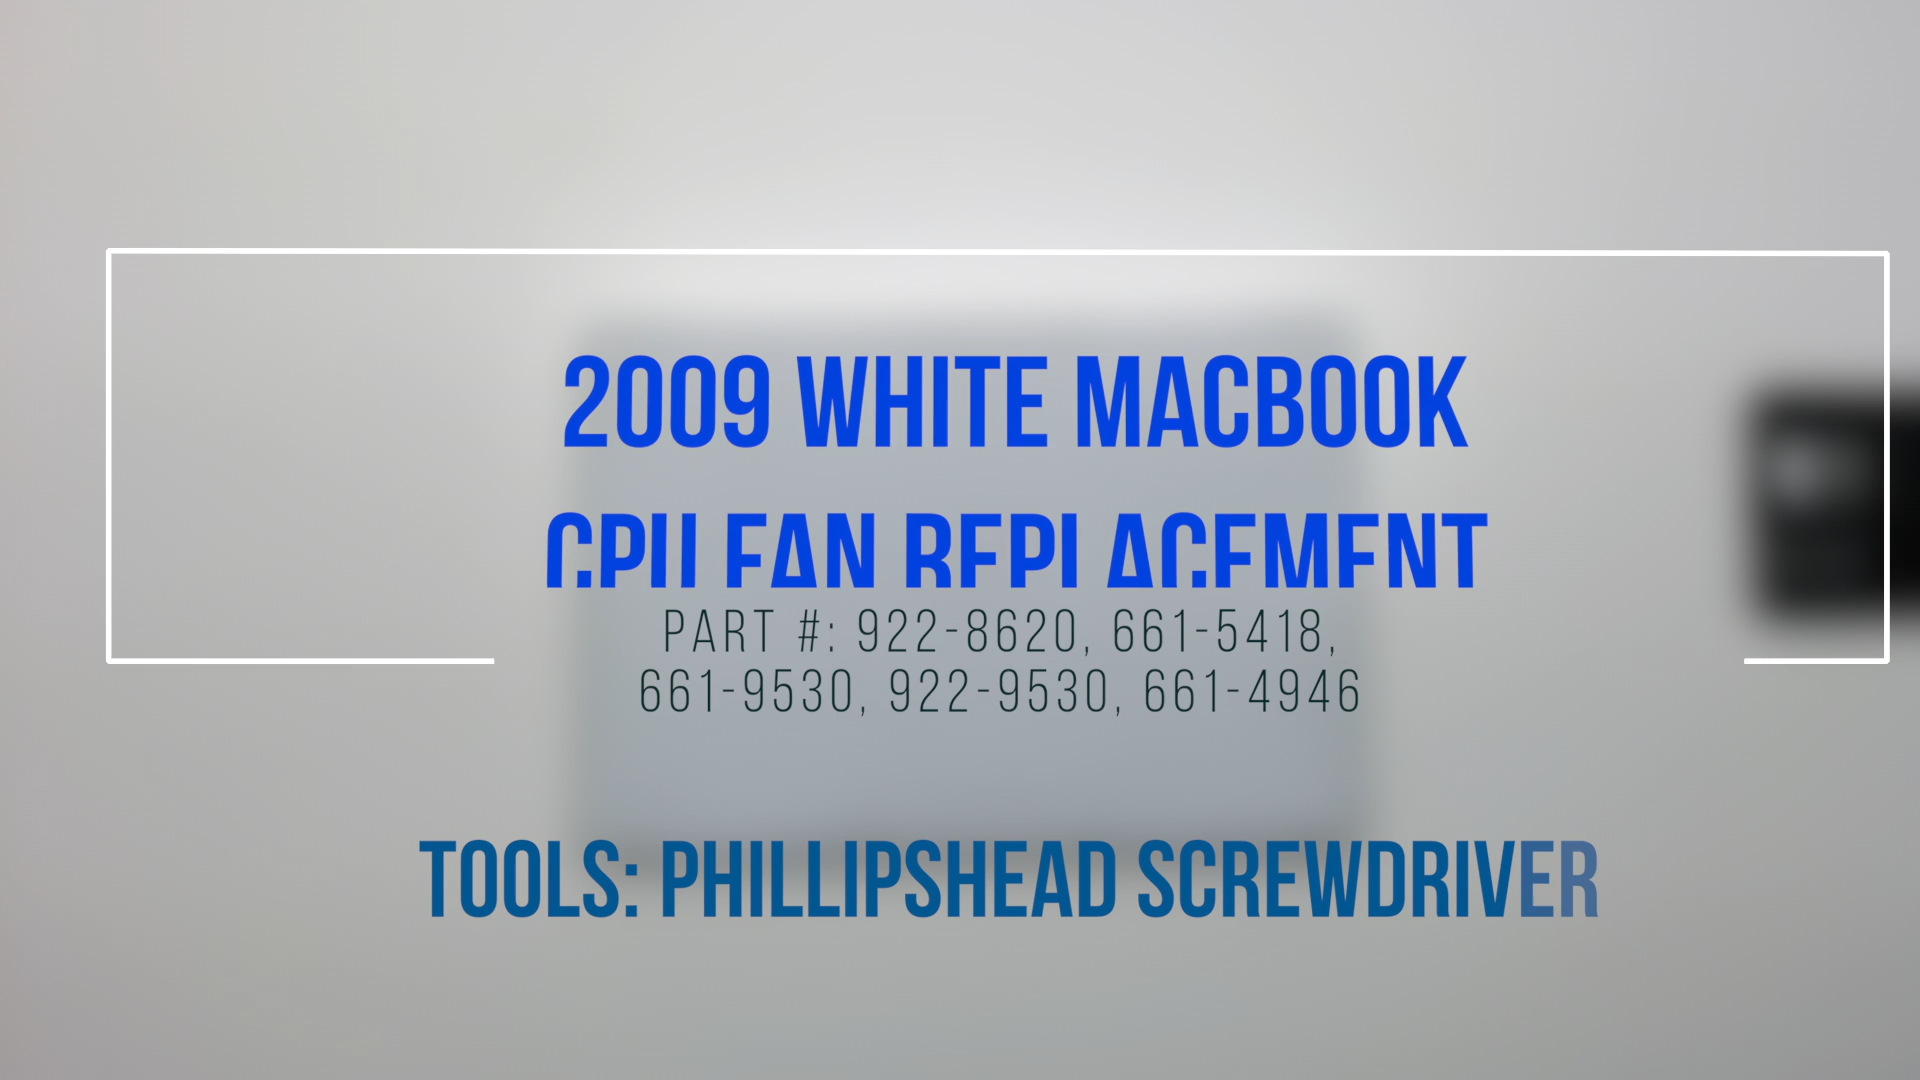 2009 WHITE MACBOOK
CPU FAN REPLACEMENT
PART #: 922-8620, 661-5418,
661-9530, 922-9530, 661-4946
TOOLS: PHILLIPSHEAD SCREWDRIVER